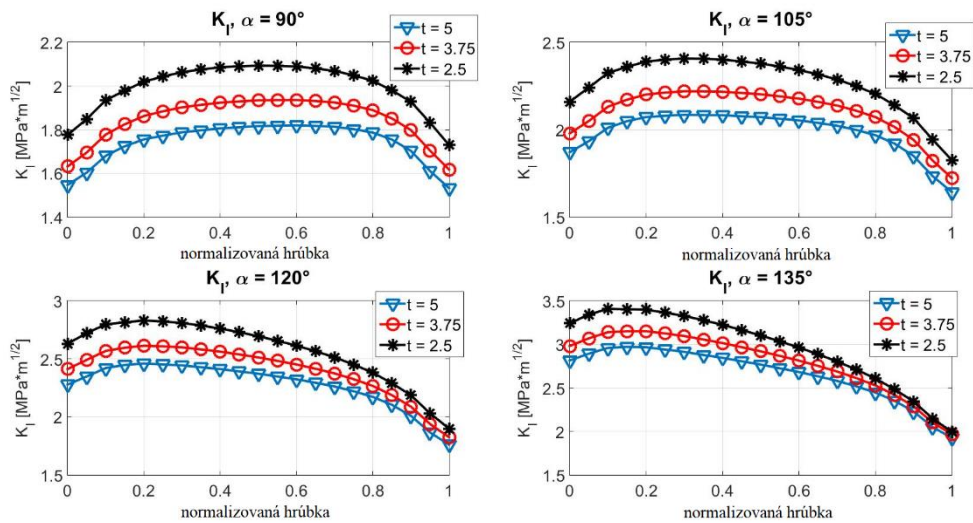 K_I, α = 90°
t = 5
t = 3.75
t = 2.5
K_I [MPa*m^1/2]
2.2
2
1.8
1.6
1.4
0 0.2 0.4 0.6 0.8 1
normalizovaná hrúbka
K_I, α = 105°
t = 5
t = 3.75
t = 2.5
K_I [MPa*m^1/2]
2.5
2
1.5
0 0.2 0.4 0.6 0.8 1
normalizovaná hrúbka
K_I, α = 120°
t = 5
t = 3.75
t = 2.5
K_I [MPa*m^1/2]
3
2.5
2
1.5
0 0.2 0.4 0.6 0.8 1
normalizovaná hrúbka
K_I, α = 135°
t = 5
t = 3.75
t = 2.5
K_I [MPa*m^1/2]
3.5
3
2.5
2
1.5
0 0.2 0.4 0.6 0.8 1
normalizovaná hrúbka